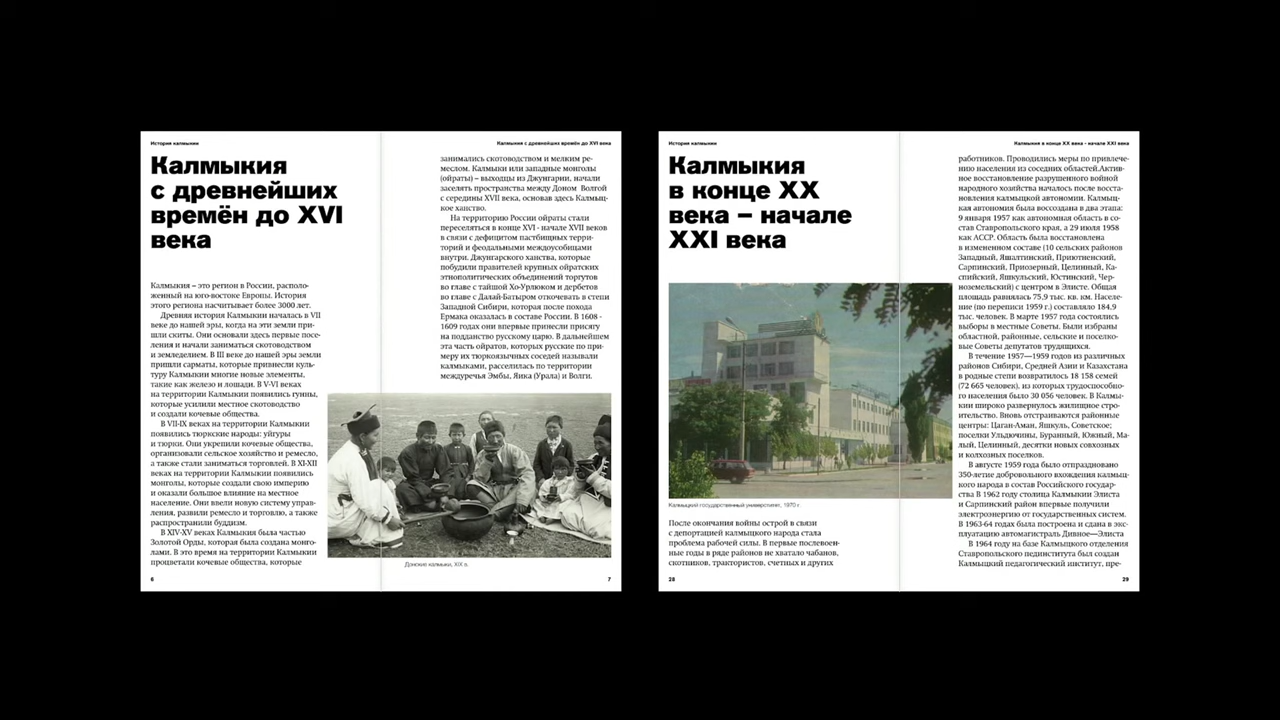 История калмыкии
Калмыкия
с древнейших
времён до XVI
века
Калмыкия – это регион в России, располо-
женный на юго-востоке Европы. История
этого региона насчитывает более 3000 лет.
Древняя история Калмыкии началась в VII
веке до нашей эры, когда на эти земли при-
шли скиты. Они основали здесь первые посе-
ления и начали заниматься скотоводством
и земледелием. В III веке до нашей эры земли
пришли сарматы, которые привнесли куль-
туру Калмыкии многие новые элементы,
такие как железо и лошади. В V-VI веках
на территории Калмыкии появились гунны,
которые усилили местное скотоводство
и создали кочевые общества.
В VII-IX веках на территории Калмыкии
появились тюркские народы: уйгуры
и тюрки. Они укрепили кочевые общества,
организовали сельское хозяйство и ремесло,
а также стали заниматься торговлей. В XI-XII
веках на территории Калмыкии появились
монголы, которые создали свою империю
и оказали большое влияние на местное
население. Они ввели новую систему управ-
ления, развили ремесло и торговлю, а также
распространили буддизм.
В XIV-XV веках Калмыкия была частью
Золотой Орды, которая была создана монго-
лами. В это время на территории Калмыкии
процветали кочевые общества, которые
6
Калмыкия с древнейших времён до XVI века
занимались скотоводством и мелким ре-
меслом. Калмыки или западные монголы
(ойраты) – выходцы из Джунгарии, начали
заселять пространства между Доном Волгой
с середины XVII века, основав здесь Калмыц-
кое ханство.
На территорию России ойраты стали
переселяться в конце XVI - начале XVII веков
в связи с дефицитом пастбищных терри-
торий и феодальными междоусобицами
внутри. Джунгарского ханства, которые
побудили правителей крупных ойратских
этнополитических объединений торгутов
во главе с тайшой Хо-Урлюком и дербетов
во главе с Далай-Батыром откочевать в степи
Западной Сибири, которая после похода
Ермака оказалась в составе России. В 1608 -
1609 годах они впервые принесли присягу
на подданство русскому царю. В дальнейшем
эта часть ойратов, которых русские по при-
меру их тюркоязычных соседей называли
калмыками, расселилась по территории
междуречья Эмбы, Яика (Урала) и Волги.
Донские калмыки, XIX в.
7
История калмыкии
Калмыкия
в конце XX
века – начале
XXI века
Калмыцкий государственный университет, 1970 г.
После окончания войны острой в связи
с депортацией калмыцкого народа стала
проблема рабочей силы. В первые послевоен-
ные годы в ряде районов не хватало чабанов,
скотников, трактористов, счетных и других
28
Калмыкия в конце XX века - начале XXI века
работников. Проводились меры по привлече-
нию населения из соседних областей.Актив-
ное восстановление разрушенного войной
народного хозяйства началось после восста-
новления калмыцкой автономии. Калмыц-
кая автономия была воссоздана в два этапа:
9 января 1957 как автономная область в со-
став Ставропольского края, а 29 июля 1958
как АССР. Область была восстановлена
в измененном составе (10 сельских районов
Западный, Яшалтинский, Приютненский,
Сарпинский, Приозерный, Целинный, Ка-
спийский, Яшкульский, Юстинский, Чер-
ноземельский) с центром в Элисте. Общая
площадь равнялась 75,9 тыс. кв. км. Населе-
ние (по переписи 1959 г.) составляло 184,9
тыс. человек. В марте 1957 года состоялись
выборы в местные Советы. Были избраны
областной, районные, сельские и поселко-
вые Советы депутатов трудящихся.
В течение 1957—1959 годов из различных
районов Сибири, Средней Азии и Казахстана
в родные степи возвратилось 18 158 семей
(72 665 человек), из которых трудоспособно-
го населения было 30 056 человек. В Калмы-
кии широко развернулось жилищное стро-
ительство. Вновь отстраиваются районные
центры: Цаган-Аман, Яшкуль, Советское;
поселки Ульдючины, Буранный, Южный, Ма-
лый, Целинный, десятки новых совхозных
и колхозных поселков.
В августе 1959 года было отпраздновано
350-летие добровольного вхождения калмыц-
кого народа в состав Российского государ-
ства В 1962 году столица Калмыкии Элиста
и Сарпинский район впервые получили
электроэнергию от государственных систем.
В 1963-64 годах была построена и сдана в экс-
плуатацию автомагистраль Дивное—Элиста
В 1964 году на базе Калмыцкого отделения
Ставропольского пединститута был создан
Калмыцкий педагогический институт, пре-
29